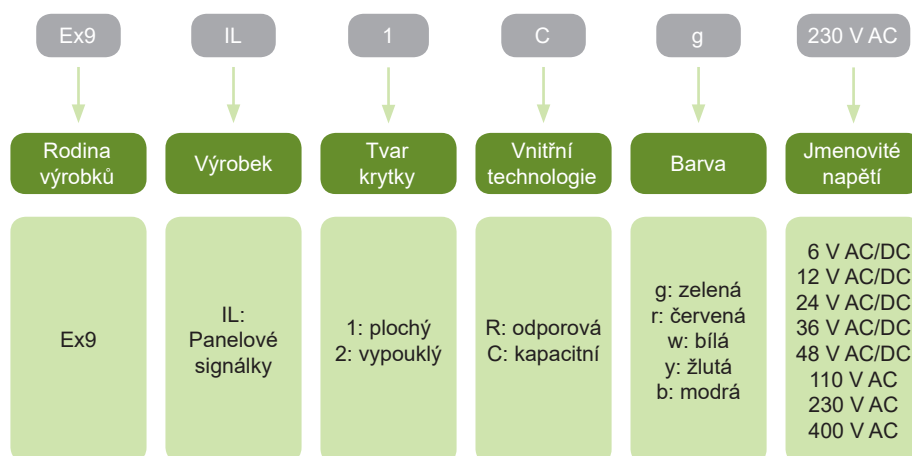 Ex9
IL
1
C
g
230 V AC
Rodina
výrobků
Výrobek
Tvar
krytky
Vnitřní
technologie
Barva
Jmenovité
napětí
Ex9
IL:
Panelové
signálky
1: plochý
2: vypouklý
R: odporová
C: kapacitní
g: zelená
r: červená
w: bílá
y: žlutá
b: modrá
6 V AC/DC
12 V AC/DC
24 V AC/DC
36 V AC/DC
48 V AC/DC
110 V AC
230 V AC
400 V AC